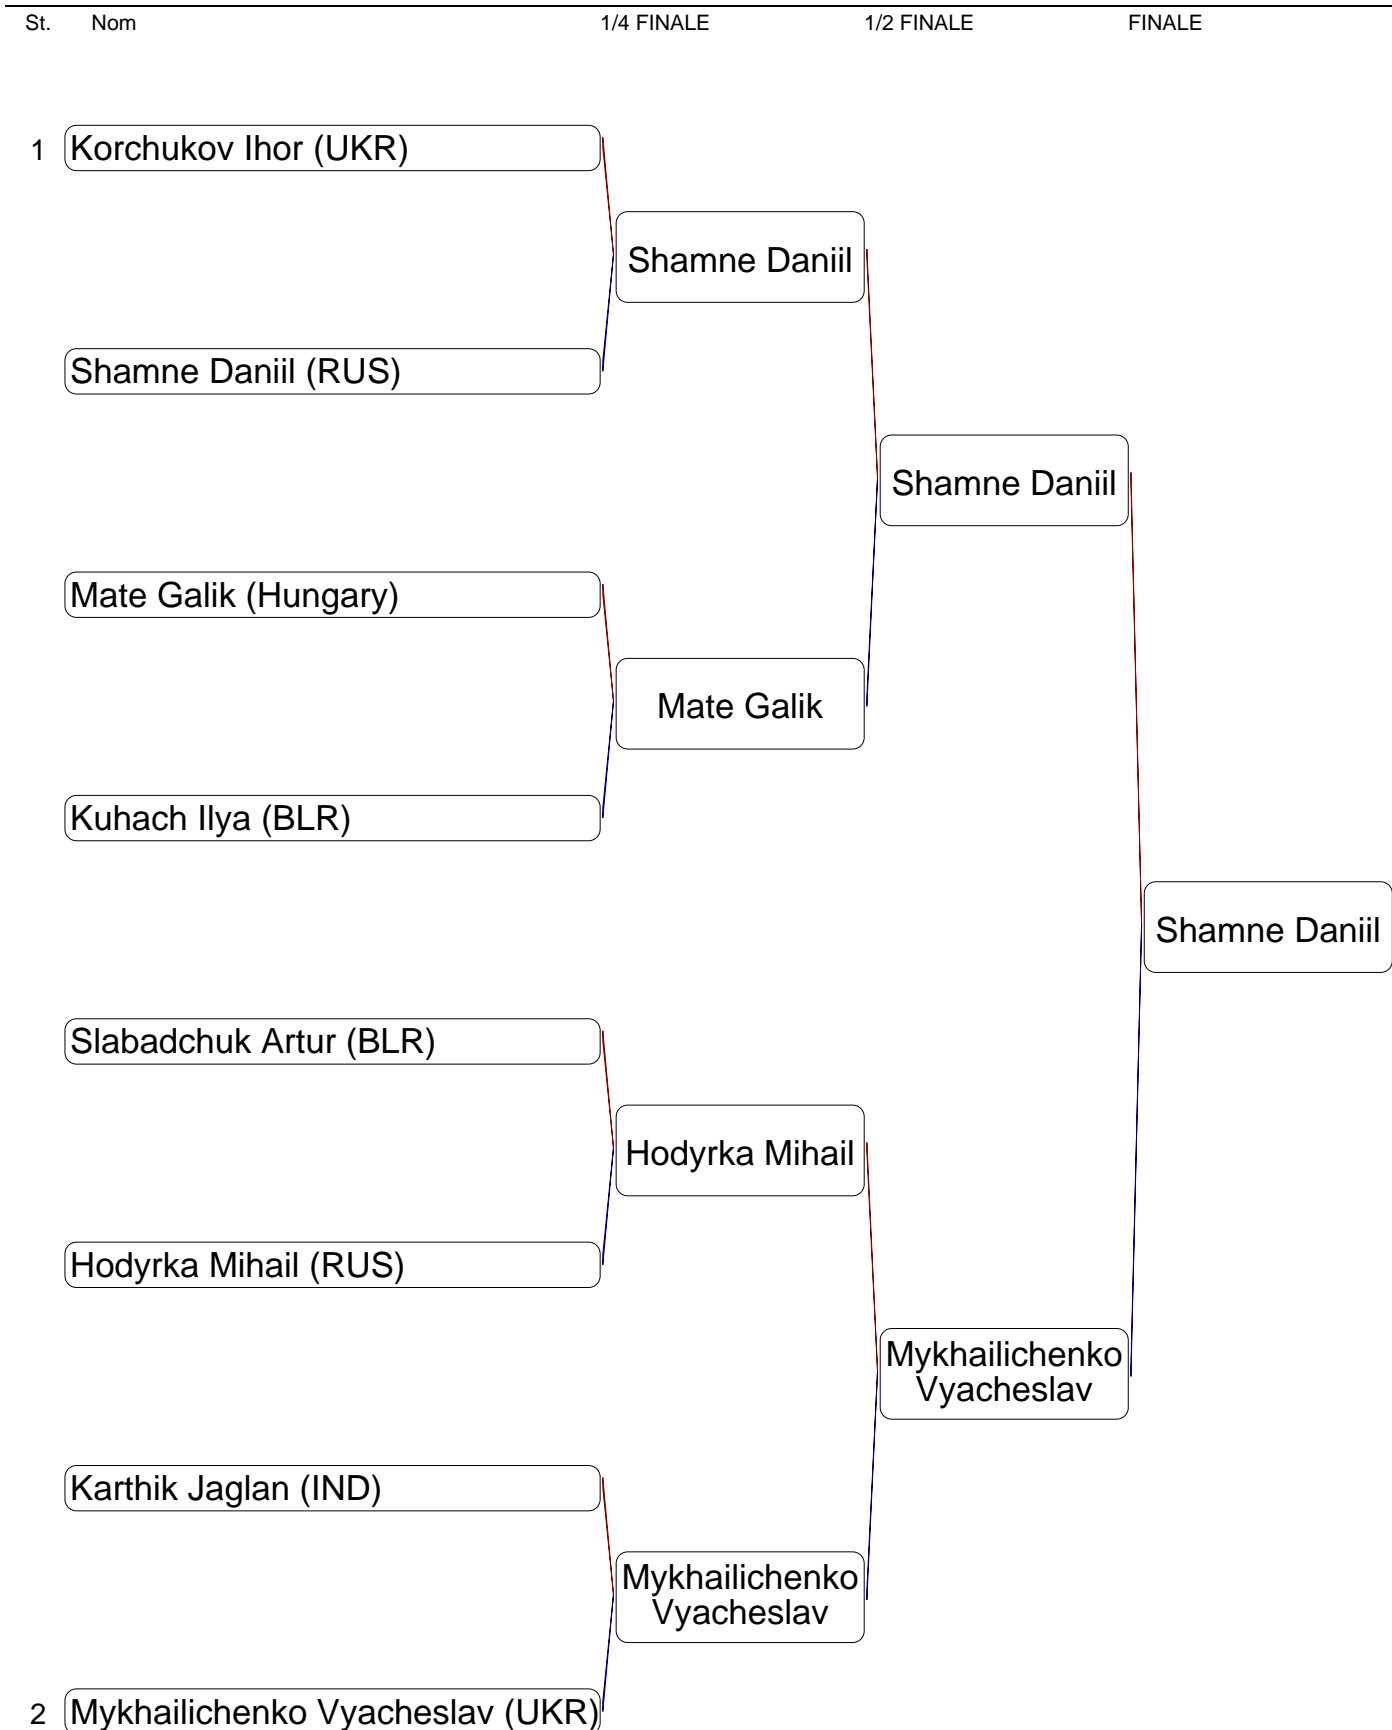 St. Nom 1/4 FINALE 1/2 FINALE FINALE
1 Korchukov Ihor (UKR)
Shamne Daniil
Shamne Daniil (RUS)
Shamne Daniil
Mate Galik (Hungary)
Mate Galik
Kuhach Ilya (BLR)
Shamne Daniil
Slabadchuk Artur (BLR)
Hodyrka Mihail
Hodyrka Mihail (RUS)
Mykhailichenko
Vyacheslav
Karthik Jaglan (IND)
Mykhailichenko
Vyacheslav
2 Mykhailichenko Vyacheslav (UKR)